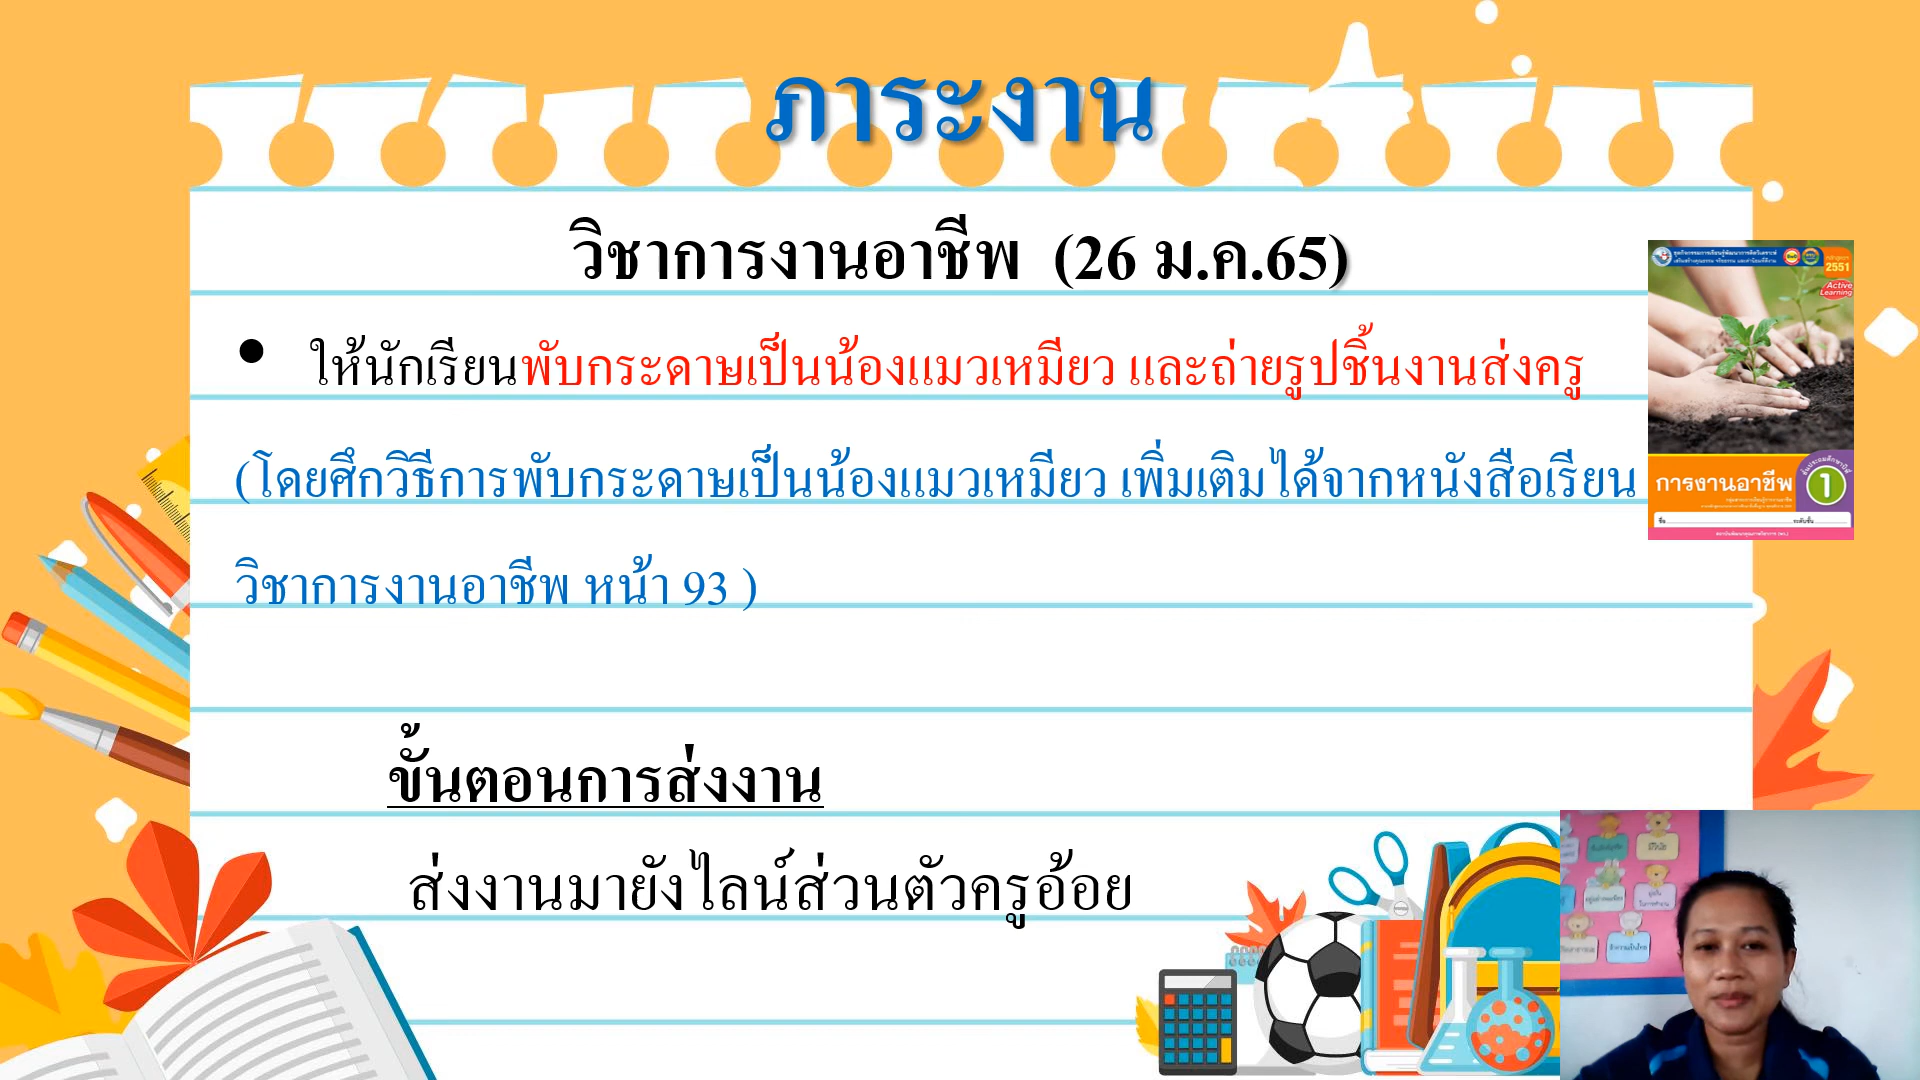 ภาระงาน
วิชาการงานอาชีพ (26 ม.ค.65)
• ให้นักเรียนพับกระดาษเป็นน้องแมวเหมียว และถ่ายรูปชิ้นงานส่งครู
(โดยศึกวิธีการพับกระดาษเป็นน้องแมวเหมียว เพิ่มเติมได้จากหนังสือเรียน
วิชาการงานอาชีพ หน้า 93 )
2551
Active
Learning
การงานอาชีพ
1
ชื่อ
ระดับชั้น
ขั้นตอนการส่งงาน
ส่งงานมายังไลน์ส่วนตัวครูอ้อย